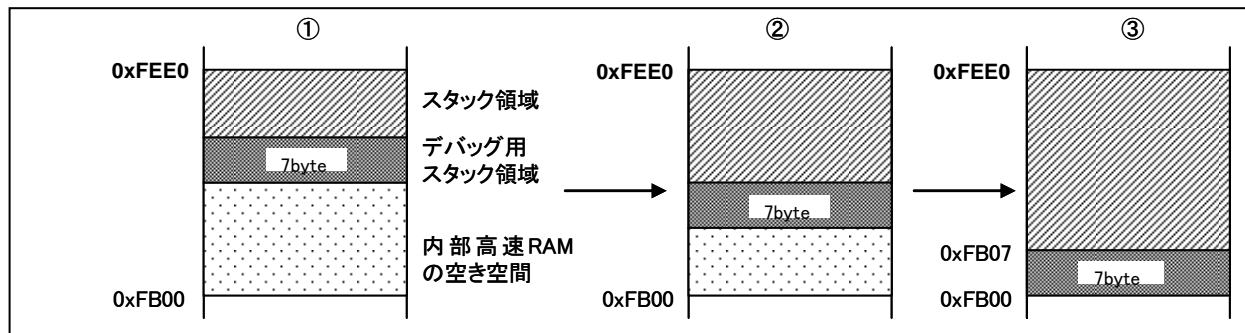 ①
0xFEE0
スタック領域
デバッグ用
スタック領域
7byte
内部高速RAM
の空き空間
0xFB00
②
0xFEE0
7byte
0xFB00
③
0xFEE0
0xFB07
7byte
0xFB00